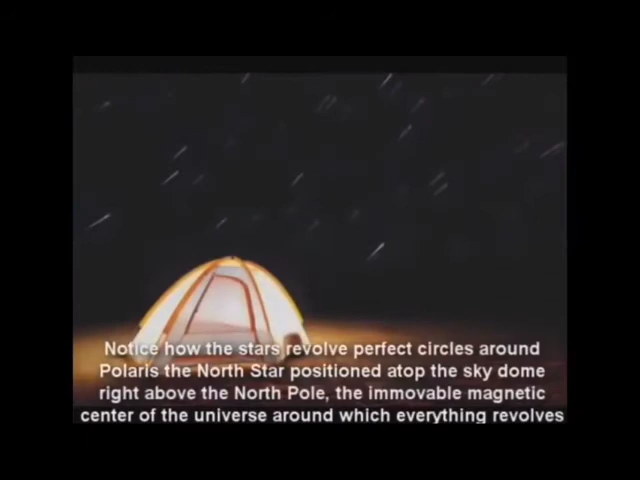 Notice how the stars revolve perfect circles around
Polaris the North Star positioned atop the sky dome
right above the North Pole, the immovable magnetic
center of the universe around which everything revolves